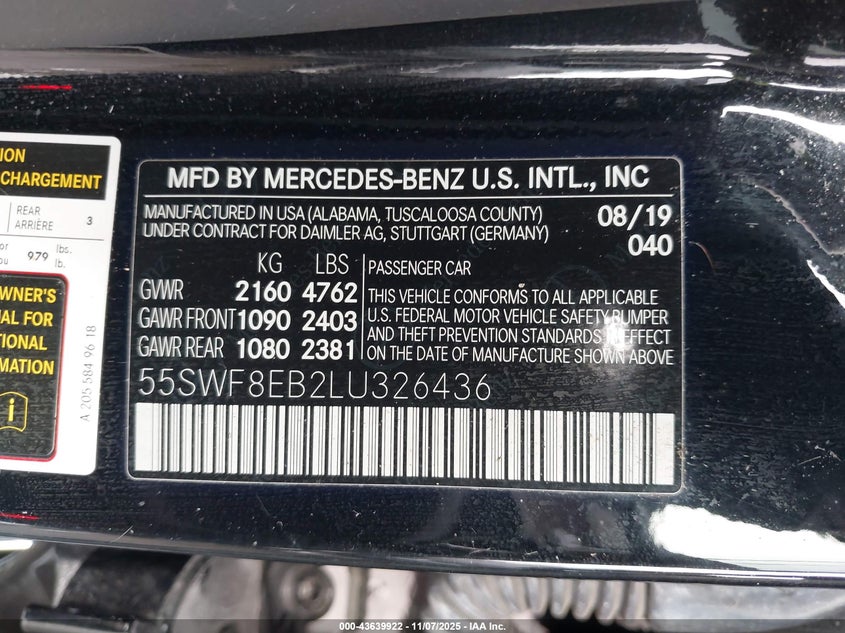 ION
CHARGEMENT
REAR
ARRIÈRE
3
or
ou
979
lbs.
lb.
WNER'S
AL FOR
TIONAL
MATION
i
A 205 584 96 18
MFD BY MERCEDES-BENZ U.S. INTL., INC
MANUFACTURED IN USA (ALABAMA, TUSCALOOSA COUNTY) 08/19
UNDER CONTRACT FOR DAIMLER AG, STUTTGART (GERMANY) 040
KG LBS
GVWR 2160 4762
GAWR FRONT 1090 2403
GAWR REAR 1080 2381
PASSENGER CAR
THIS VEHICLE CONFORMS TO ALL APPLICABLE
U.S. FEDERAL MOTOR VEHICLE SAFETY, BUMPER
AND THEFT PREVENTION STANDARDS IN EFFECT
ON THE DATE OF MANUFACTURE SHOWN ABOVE
55SWF8EB2LU326436
000-43639922 - 11/07/2025 - IAA Inc.